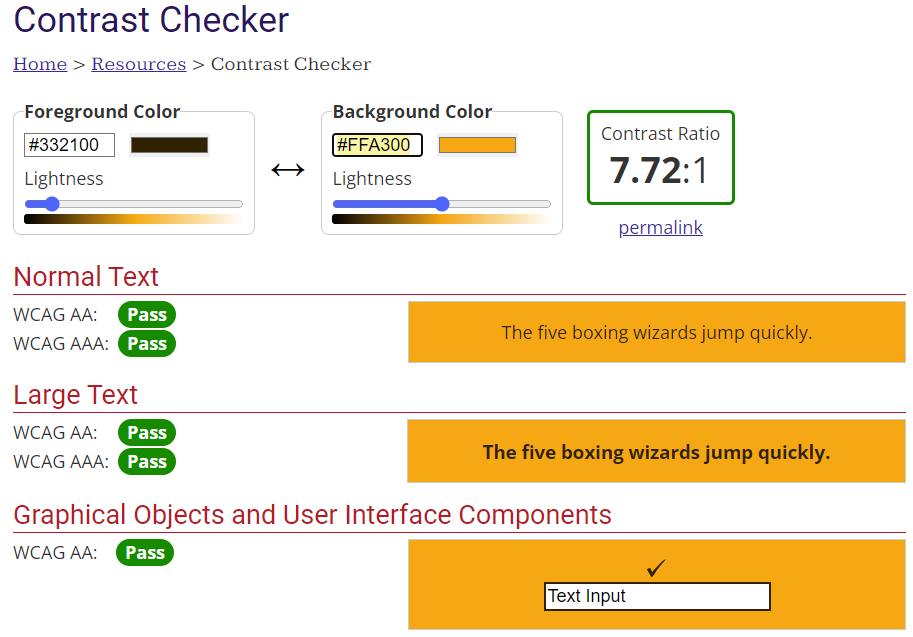 Contrast Checker
Home > Resources > Contrast Checker
Foreground Color
#332100
Lightness
Background Color
#FFA300
Lightness
Contrast Ratio
7.72:1
permalink
Normal Text
WCAG AA: Pass
WCAG AAA: Pass
The five boxing wizards jump quickly.
Large Text
WCAG AA: Pass
WCAG AAA: Pass
The five boxing wizards jump quickly.
Graphical Objects and User Interface Components
WCAG AA: Pass
✓
Text Input